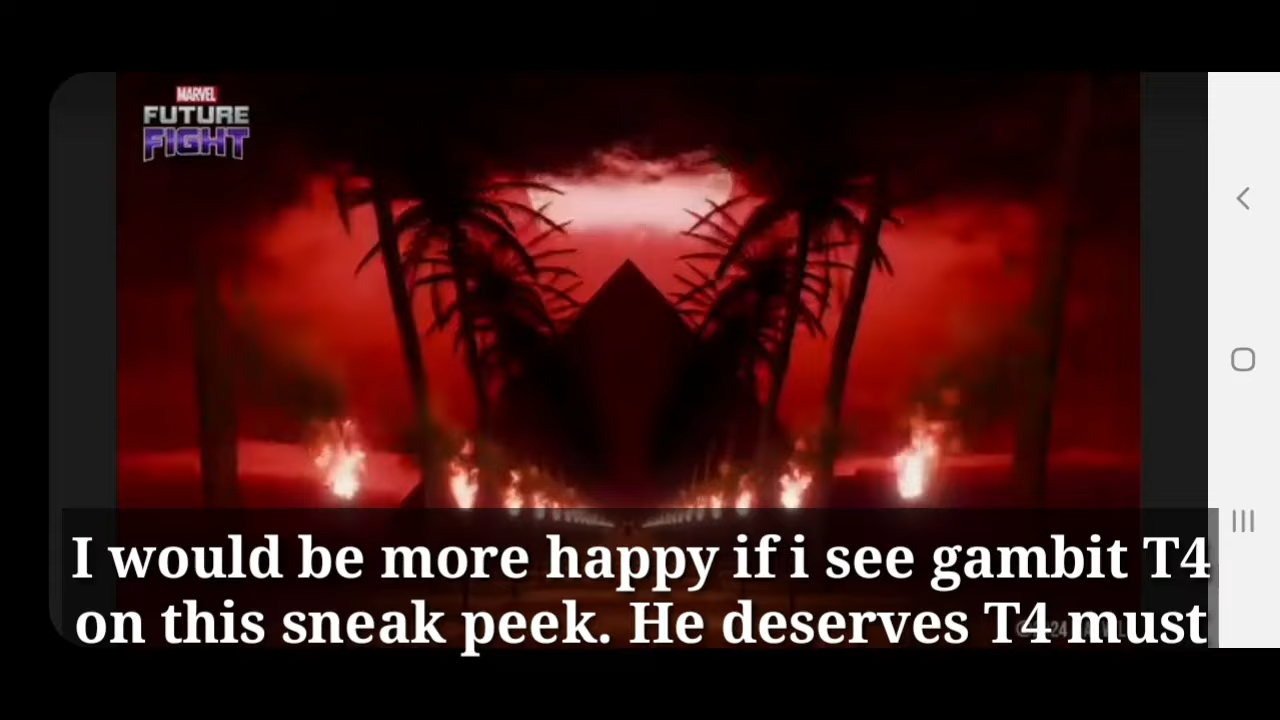 MARVEL
FUTURE
FIGHT
I would be more happy if i see gambit T4
on this sneak peek. He deserves T4 must